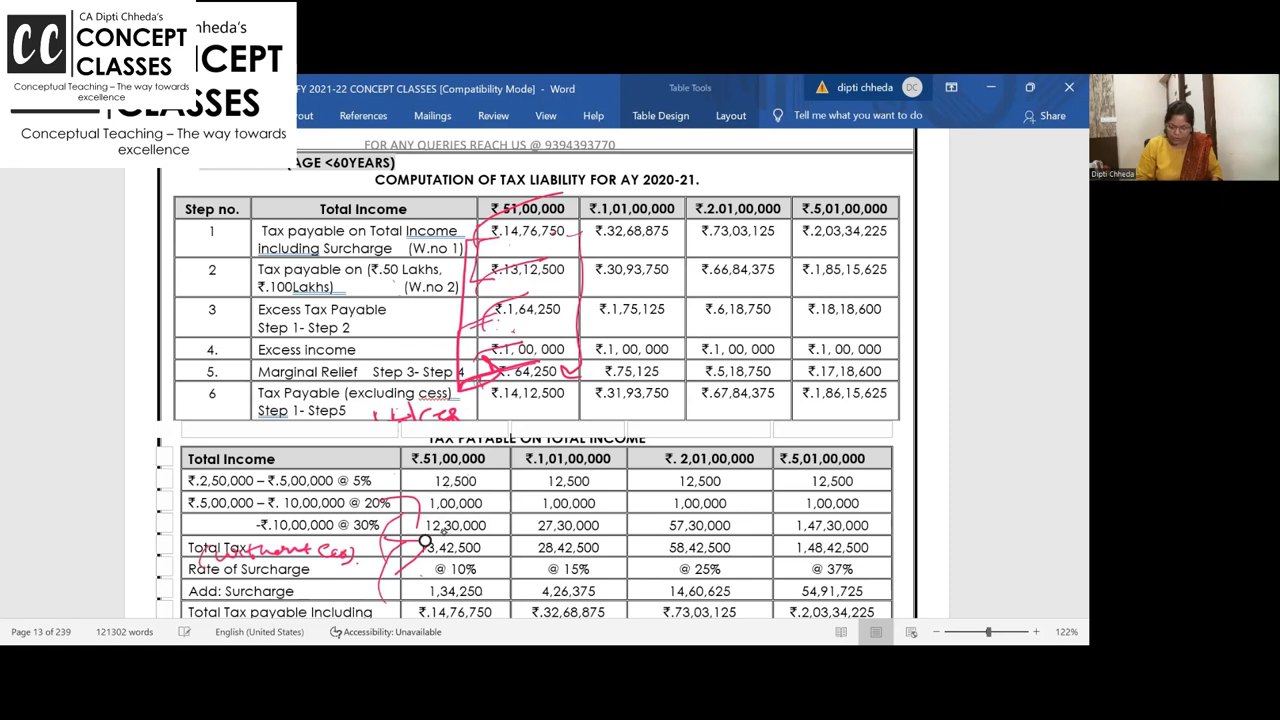 CA Dipti Chheda's
CONCEPT
CLASSES
Conceptual Teaching – The way towards
excellence
hheda's
NCEPT
CLASSES
Conceptual Teaching – The way towards
excellence
FY 2021-22 CONCEPT CLASSES [Compatibility Mode] - Word
Table Tools
dipti chheda
DC
References Mailings Review View Help Table Design Layout Tell me what you want to do Share
Dipti Chheda
FOR ANY QUERIES REACH US @ 9394393770
(AGE <60YEARS)
COMPUTATION OF TAX LIABILITY FOR AY 2020-21.
Step no. Total Income ₹ 51,00,000 ₹.1,01,00,000 ₹.2.01,00,000 ₹.5,01,00,000
1 Tax payable on Total Income ₹.14,76,750 ₹.32,68,875 ₹.73,03,125 ₹.2,03,34,225
including Surcharge (W.no 1)
2 Tax payable on (₹.50 Lakhs, ₹.13,12,500 ₹.30,93,750 ₹.66,84,375 ₹.1,85,15,625
₹.100Lakhs) (W.no 2)
3 Excess Tax Payable ₹.1,64,250 ₹.1,75,125 ₹.6,18,750 ₹.18,18,600
Step 1- Step 2
4. Excess income ₹.1, 00, 000 ₹.1, 00, 000 ₹.1, 00, 000 ₹.1, 00, 000
5. Marginal Relief Step 3- Step 4 ₹. 64,250 ₹.75,125 ₹.5,18,750 ₹.17,18,600
6 Tax Payable (excluding cess) ₹.14,12,500 ₹.31,93,750 ₹.67,84,375 ₹.1,86,15,625
Step 1- Step5
TAX PAYABLE ON TOTAL INCOME
Total Income ₹.51,00,000 ₹.1,01,00,000 ₹. 2,01,00,000 ₹.5,01,00,000
₹.2,50,000 – ₹.5,00,000 @ 5% 12,500 12,500 12,500 12,500
₹.5,00,000 – ₹. 10,00,000 @ 20% 1,00,000 1,00,000 1,00,000 1,00,000
-₹.10,00,000 @ 30% 12,30,000 27,30,000 57,30,000 1,47,30,000
Total Tax 3,42,500 28,42,500 58,42,500 1,48,42,500
(without Cess)
Rate of Surcharge @ 10% @ 15% @ 25% @ 37%
Add: Surcharge 1,34,250 4,26,375 14,60,625 54,91,725
Total Tax payable Including ₹.14,76,750 ₹.32,68,875 ₹.73,03,125 ₹.2,03,34,225
Page 13 of 239 121302 words English (United States) Accessibility: Unavailable 122%